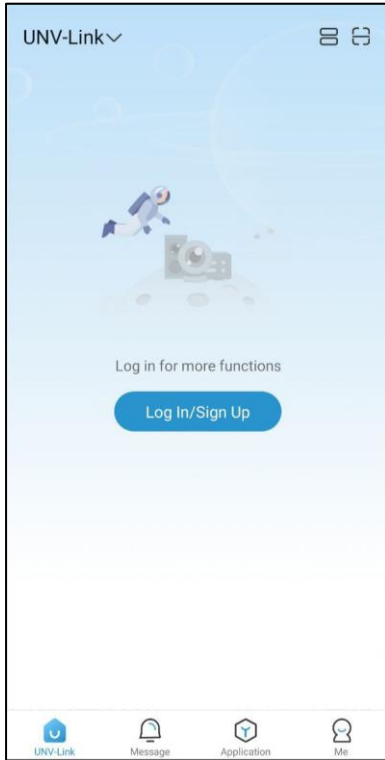 UNV-Link
Log in for more functions
Log In/Sign Up
UNV-Link
Message
Application
Me